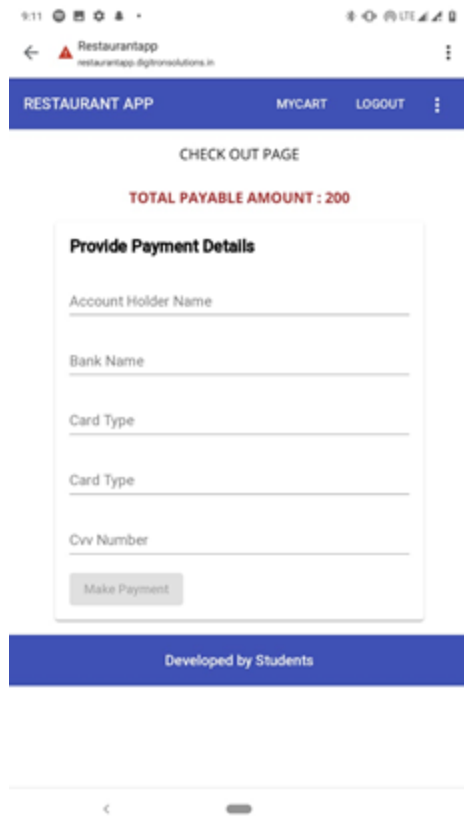 9:11
LTE
Restaurantapp
restaurantapp.digitronsolutions.in
RESTAURANT APP MYCART LOGOUT
CHECK OUT PAGE
TOTAL PAYABLE AMOUNT : 200
Provide Payment Details
Account Holder Name
Bank Name
Card Type
Card Type
Cvv Number
Make Payment
Developed by Students